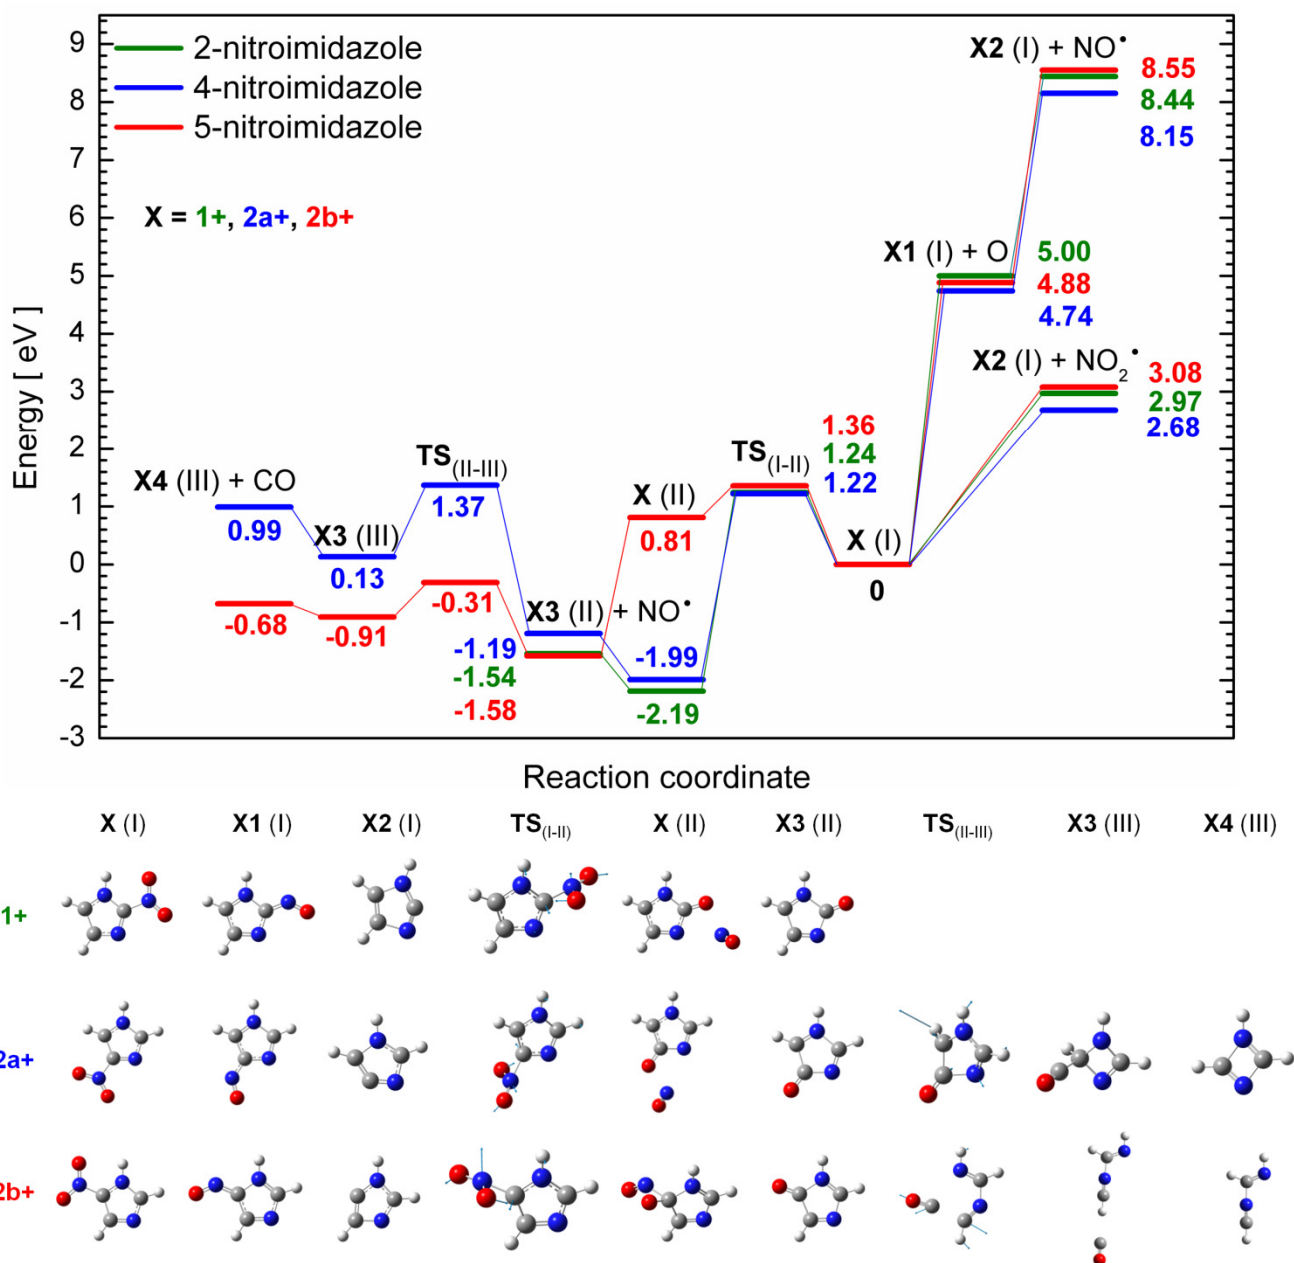 2-nitroimidazole
4-nitroimidazole
5-nitroimidazole
X = 1+, 2a+, 2b+
Energy [ eV ]
9
8
7
6
5
4
3
2
1
0
-1
-2
-3
X4 (III) + CO
0.99
-0.68
X3 (III)
0.13
-0.91
TS(II-III)
1.37
-0.31
X3 (II) + NO•
-1.19
-1.54
-1.58
X (II)
0.81
-1.99
-2.19
TS(I-II)
1.36
1.24
1.22
X (I)
0
X1 (I) + O
5.00
4.88
4.74
X2 (I) + NO•
8.55
8.44
8.15
X2 (I) + NO2•
3.08
2.97
2.68
Reaction coordinate
X (I) X1 (I) X2 (I) TS(I-II) X (II) X3 (II) TS(II-III) X3 (III) X4 (III)
1+
2a+
2b+